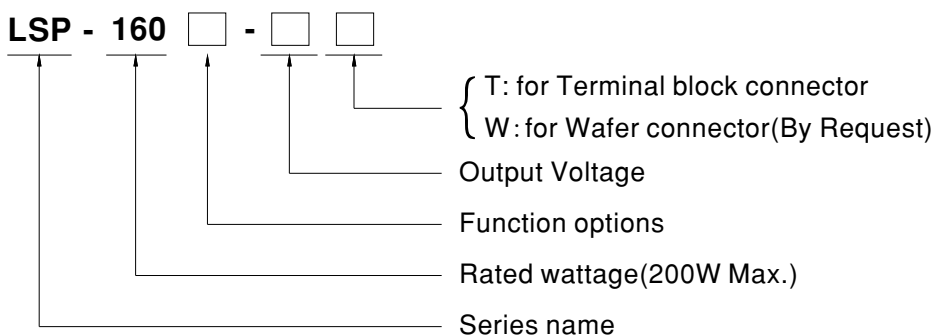 LSP - 160 □ - □ □
T: for Terminal block connector
W: for Wafer connector(By Request)
Output Voltage
Function options
Rated wattage(200W Max.)
Series name